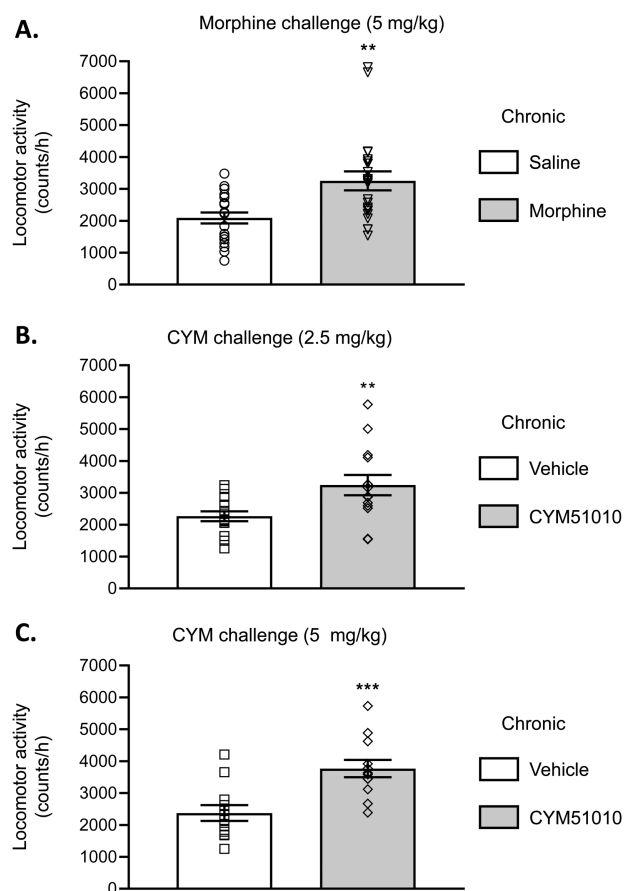 A.
Morphine challenge (5 mg/kg)
**
7000
6000
5000
4000
3000
2000
1000
0
Locomotor activity
(counts/h)
Chronic
Saline
Morphine
B.
CYM challenge (2.5 mg/kg)
**
7000
6000
5000
4000
3000
2000
1000
0
Locomotor activity
(counts/h)
Chronic
Vehicle
CYM51010
C.
CYM challenge (5 mg/kg)
***
7000
6000
5000
4000
3000
2000
1000
0
Locomotor activity
(counts/h)
Chronic
Vehicle
CYM51010